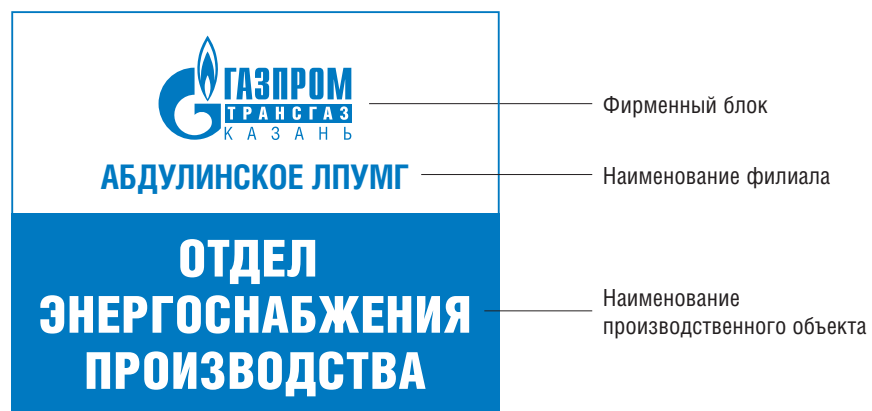 ГАЗПРОМ
ТРАНСГАЗ
КАЗАНЬ
Фирменный блок
АБДУЛИНСКОЕ ЛПУМГ
Наименование филиала
ОТДЕЛ
ЭНЕРГОСНАБЖЕНИЯ
ПРОИЗВОДСТВА
Наименование
производственного объекта